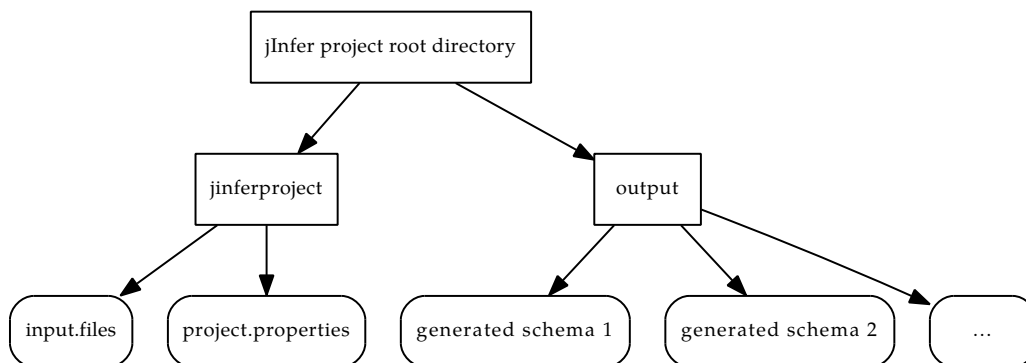 jInfer project root directory
jinferproject
output
input.files
project.properties
generated schema 1
generated schema 2
...